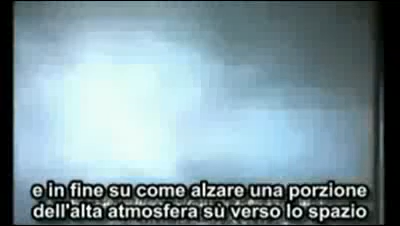 e in fine su come alzare una porzione
dell'alta atmosfera sù verso lo spazio